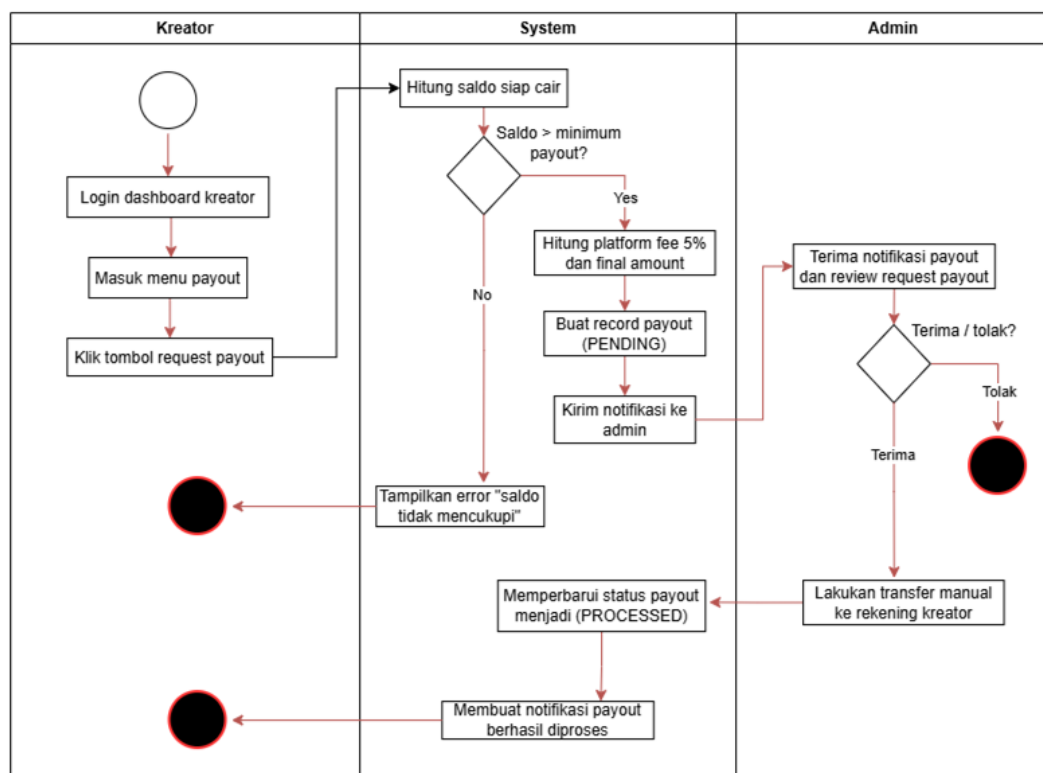 Kreator
System
Admin
Hitung saldo siap cair
Saldo > minimum
payout?
Login dashboard kreator
Yes
Hitung platform fee 5%
dan final amount
Terima notifikasi payout
dan review request payout
Masuk menu payout
No
Buat record payout
(PENDING)
Terima / tolak?
Klik tombol request payout
Tolak
Kirim notifikasi ke
admin
Terima
Tampilkan error "saldo
tidak mencukupi"
Memperbarui status payout
menjadi (PROCESSED)
Lakukan transfer manual
ke rekening kreator
Membuat notifikasi payout
berhasil diproses